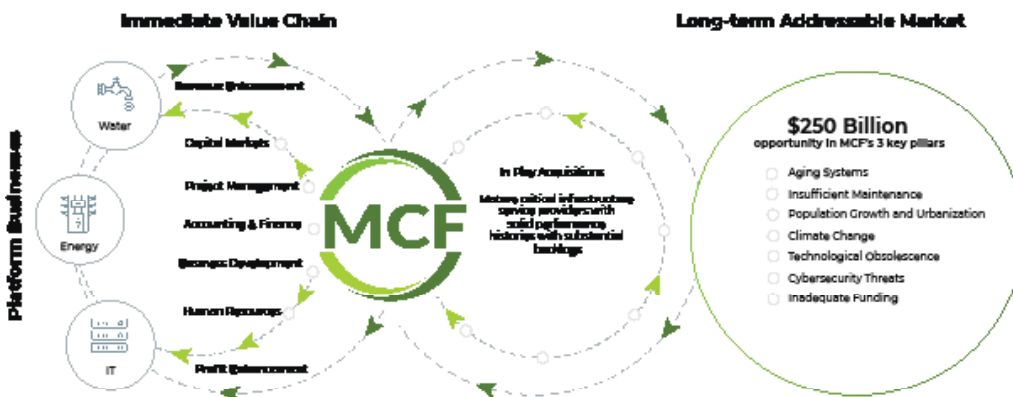 Immediate Value Chain
Long-term Addressable Market
Platform Businesses
Water
Energy
IT
Revenue Enhancement
Capital Markets
Project Management
Accounting & Finance
Business Development
Human Resources
Profit Enhancement
MCF
In Play Acquisitions
Mature, critical infrastructure
service providers with
solid performance
histories with substantial
backlogs
$250 Billion
opportunity in MCF's 3 key pillars
Aging Systems
Insufficient Maintenance
Population Growth and Urbanization
Climate Change
Technological Obsolescence
Cybersecurity Threats
Inadequate Funding